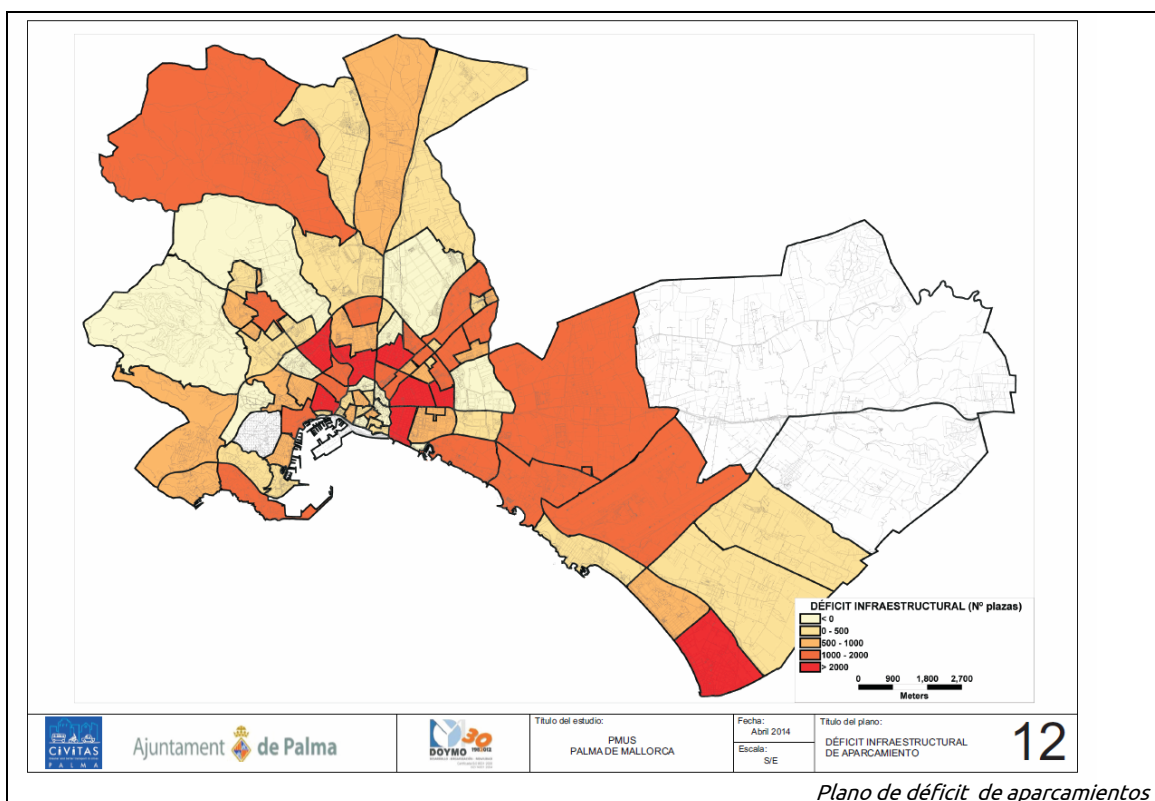 DÉFICIT INFRAESTRUCTURAL (Nº plazas)
< 0
0 - 500
500 - 1000
1000 - 2000
> 2000
0 900 1,800 2,700
Meters
CiViTAS
PALMA
Ajuntament de Palma
DOYMO
30
Título del estudio:
PMUS
PALMA DE MALLORCA
Fecha:
Abril 2014
Escala:
S/E
Título del plano:
DÉFICIT INFRAESTRUCTURAL
DE APARCAMIENTO
12
Plano de déficit de aparcamientos